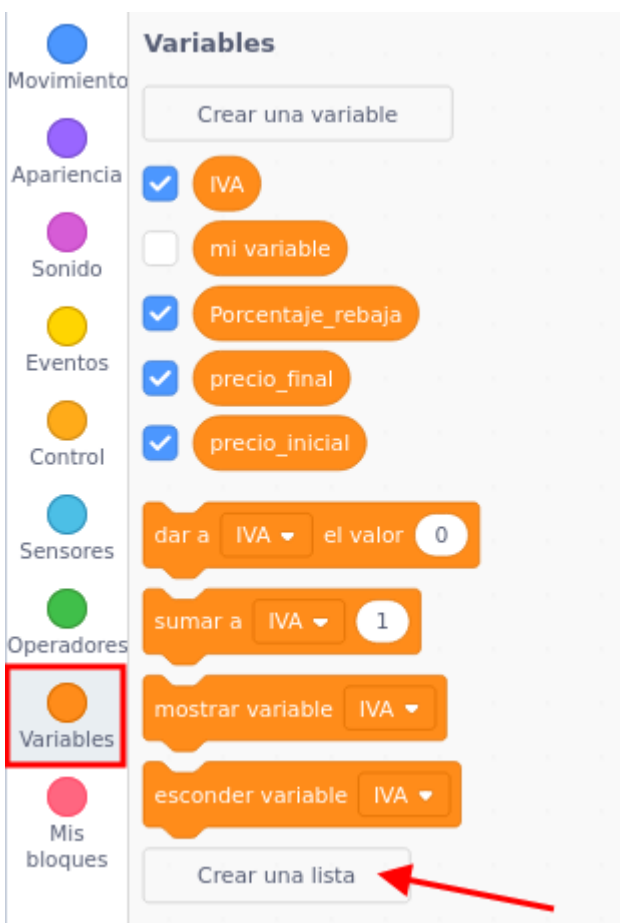 Movimiento
Apariencia
Sonido
Eventos
Control
Sensores
Operadores
Variables
Mis
bloques
Variables
Crear una variable
IVA
mi variable
Porcentaje_rebaja
precio_final
precio_inicial
dar a IVA el valor 0
sumar a IVA 1
mostrar variable IVA
esconder variable IVA
Crear una lista